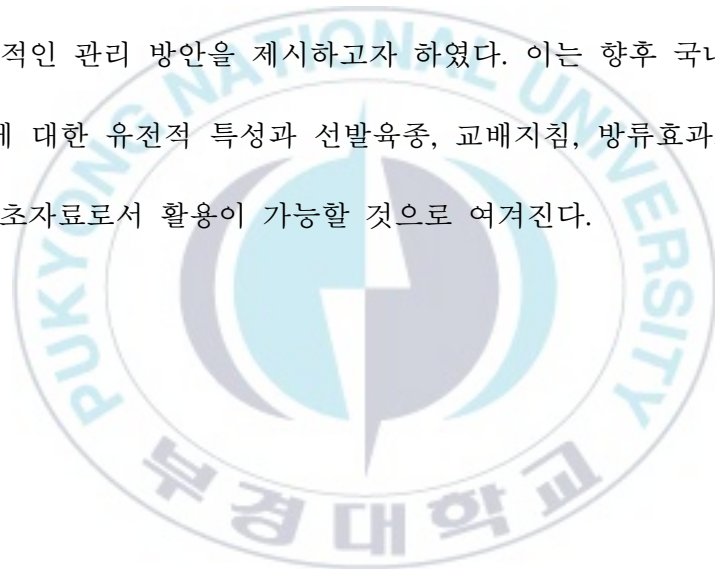 적인 관리 방안을 제시하고자 하였다. 이는 향후 국
에 대한 유전적 특성과 선발육종, 교배지침, 방류효과
초자료로서 활용이 가능할 것으로 여겨진다.
PUKYONG NATIONAL UNIVERSITY
부경대학교